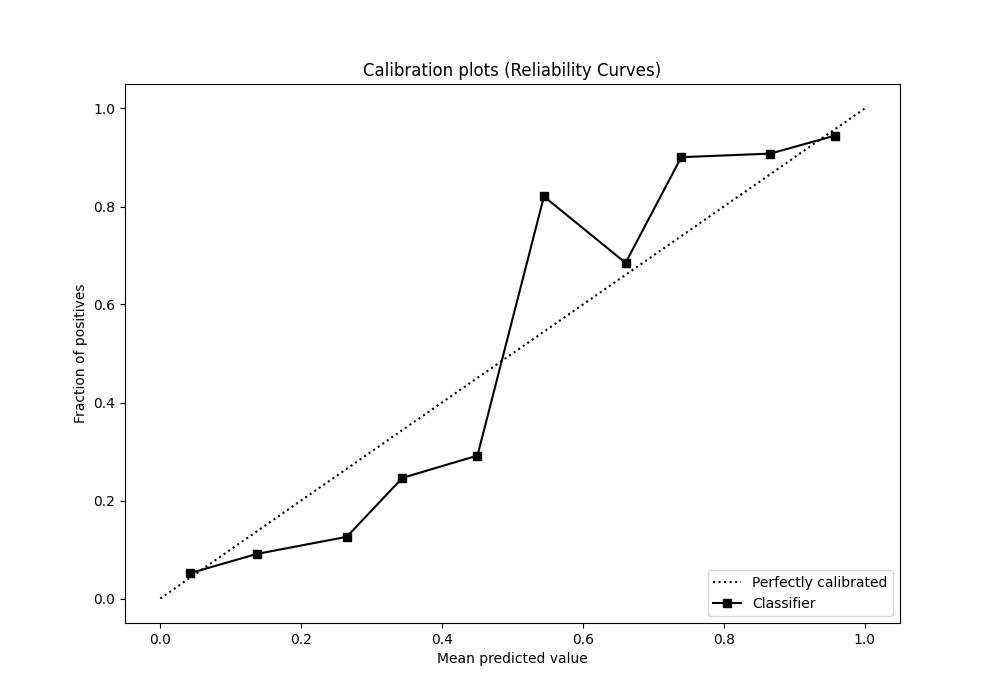 Calibration plots (Reliability Curves)
1.0
0.8
0.6
0.4
0.2
0.0
Fraction of positives
0.0 0.2 0.4 0.6 0.8 1.0
Mean predicted value
Perfectly calibrated
Classifier